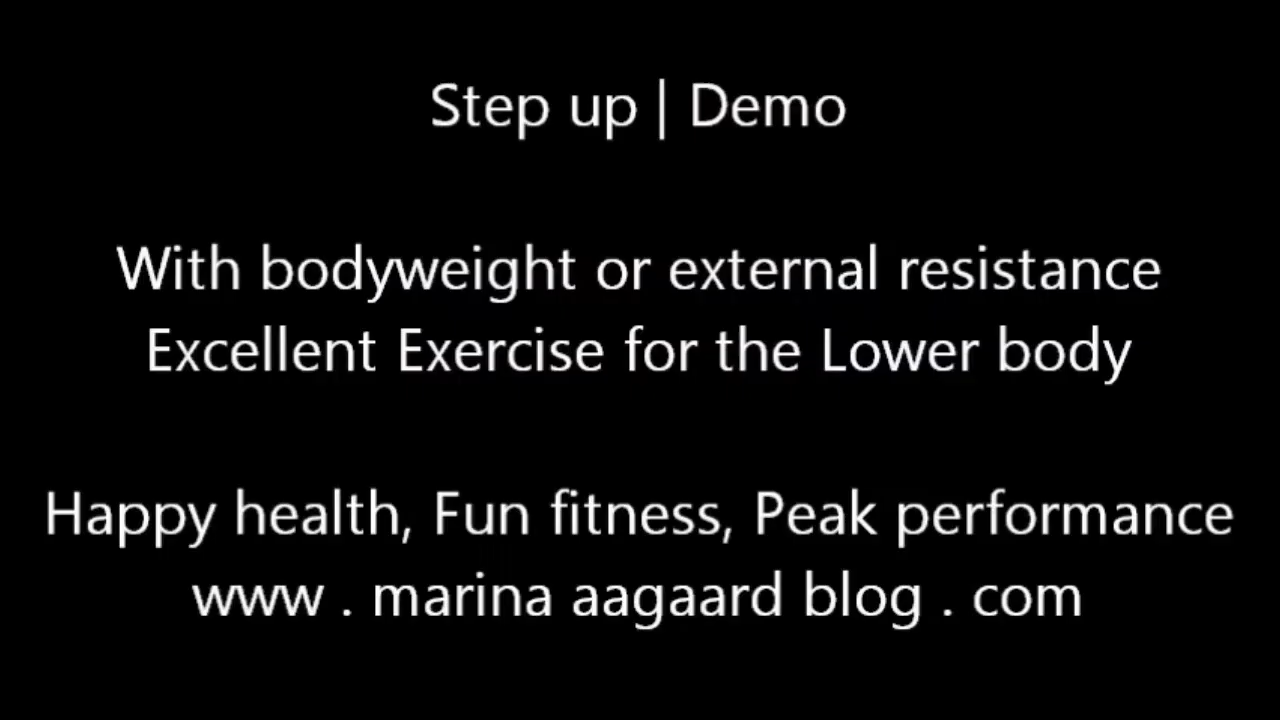 Step up | Demo
With bodyweight or external resistance
Excellent Exercise for the Lower body
Happy health, Fun fitness, Peak performance
www . marina aagaard blog . com